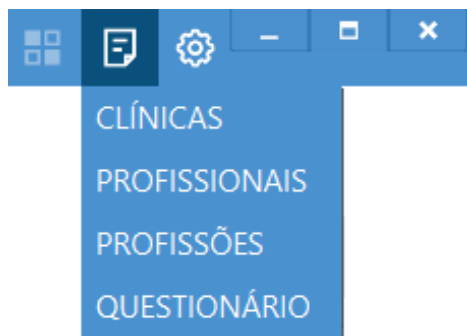 CLÍNICAS
PROFISSIONAIS
PROFISSÕES
QUESTIONÁRIO